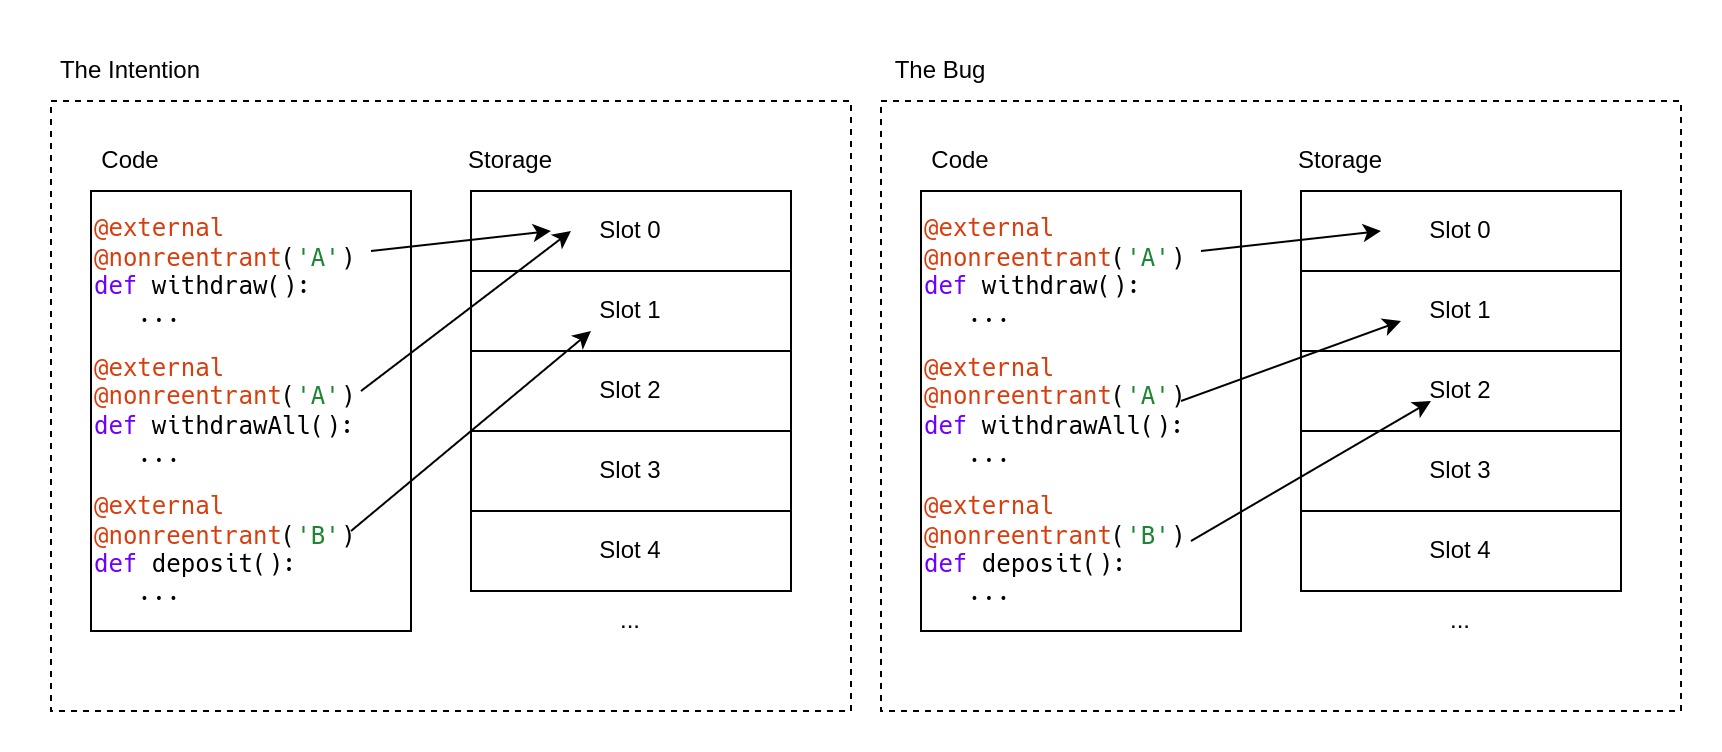 The Intention
Code
Storage
@external
@nonreentrant('A')
def withdraw():
   ...
@external
@nonreentrant('A')
def withdrawAll():
   ...
@external
@nonreentrant('B')
def deposit():
   ...
Slot 0
Slot 1
Slot 2
Slot 3
Slot 4
...
The Bug
Code
Storage
@external
@nonreentrant('A')
def withdraw():
   ...
@external
@nonreentrant('A')
def withdrawAll():
   ...
@external
@nonreentrant('B')
def deposit():
   ...
Slot 0
Slot 1
Slot 2
Slot 3
Slot 4
...